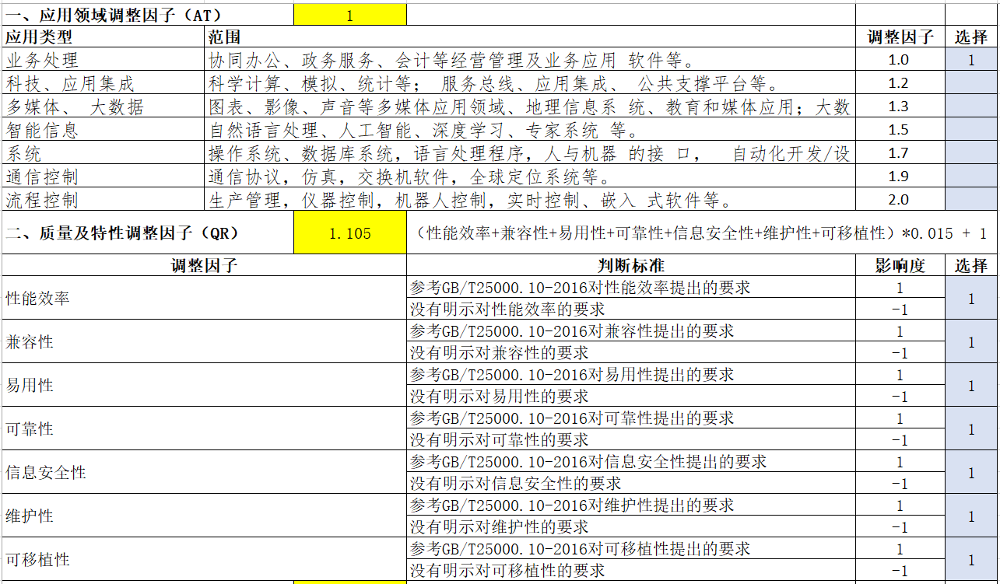 一、应用领域调整因子（AT） 1
应用类型 范围 调整因子 选择
业务处理 协同办公、政务服务、会计等经营管理及业务应用 软件等。 1.0 1
科技、应用集成 科学计算、模拟、统计等； 服务总线、应用集成、 公共支撑平台等。 1.2
多媒体、 大数据 图表、影像、声音等多媒体应用领域、地理信息系 统、教育和媒体应用；大数 1.3
智能信息 自然语言处理、人工智能、深度学习、专家系统 等。 1.5
系统 操作系统、数据库系统，语言处理程序，人与机器 的接 口， 自动化开发/设 1.7
通信控制 通信协议，仿真，交换机软件，全球定位系统等。 1.9
流程控制 生产管理，仪器控制，机器人控制，实时控制、嵌入 式软件等。 2.0
二、质量及特性调整因子（QR） 1.105 （性能效率+兼容性+易用性+可靠性+信息安全性+维护性+可移植性）*0.015 + 1
调整因子 判断标准 影响度 选择
性能效率 参考GB/T25000.10-2016对性能效率提出的要求 1 1
没有明示对性能效率的要求 -1
兼容性 参考GB/T25000.10-2016对兼容性提出的要求 1 1
没有明示对兼容性的要求 -1
易用性 参考GB/T25000.10-2016对易用性提出的要求 1 1
没有明示对易用性的要求 -1
可靠性 参考GB/T25000.10-2016对可靠性提出的要求 1 1
没有明示对可靠性的要求 -1
信息安全性 参考GB/T25000.10-2016对信息安全性提出的要求 1 1
没有明示对信息安全性的要求 -1
维护性 参考GB/T25000.10-2016对维护性提出的要求 1 1
没有明示对维护性的要求 -1
可移植性 参考GB/T25000.10-2016对可移植性提出的要求 1 1
没有明示对可移植性的要求 -1